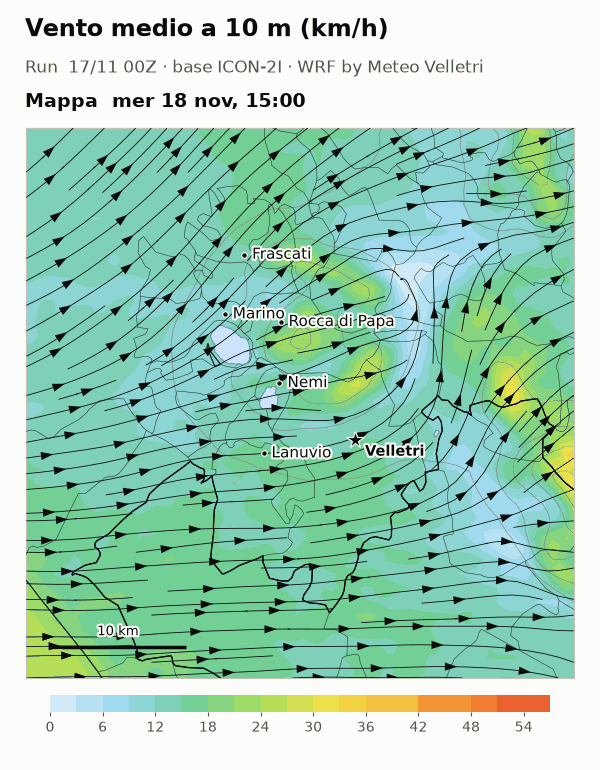 Vento medio a 10 m (km/h)
Run  17/11 00Z · base ICON-2I · WRF by Meteo Velletri
Mappa  mer 18 nov, 15:00
Frascati
Marino
Rocca di Papa
Nemi
Velletri
Lanuvio
10 km
0 6 12 18 24 30 36 42 48 54